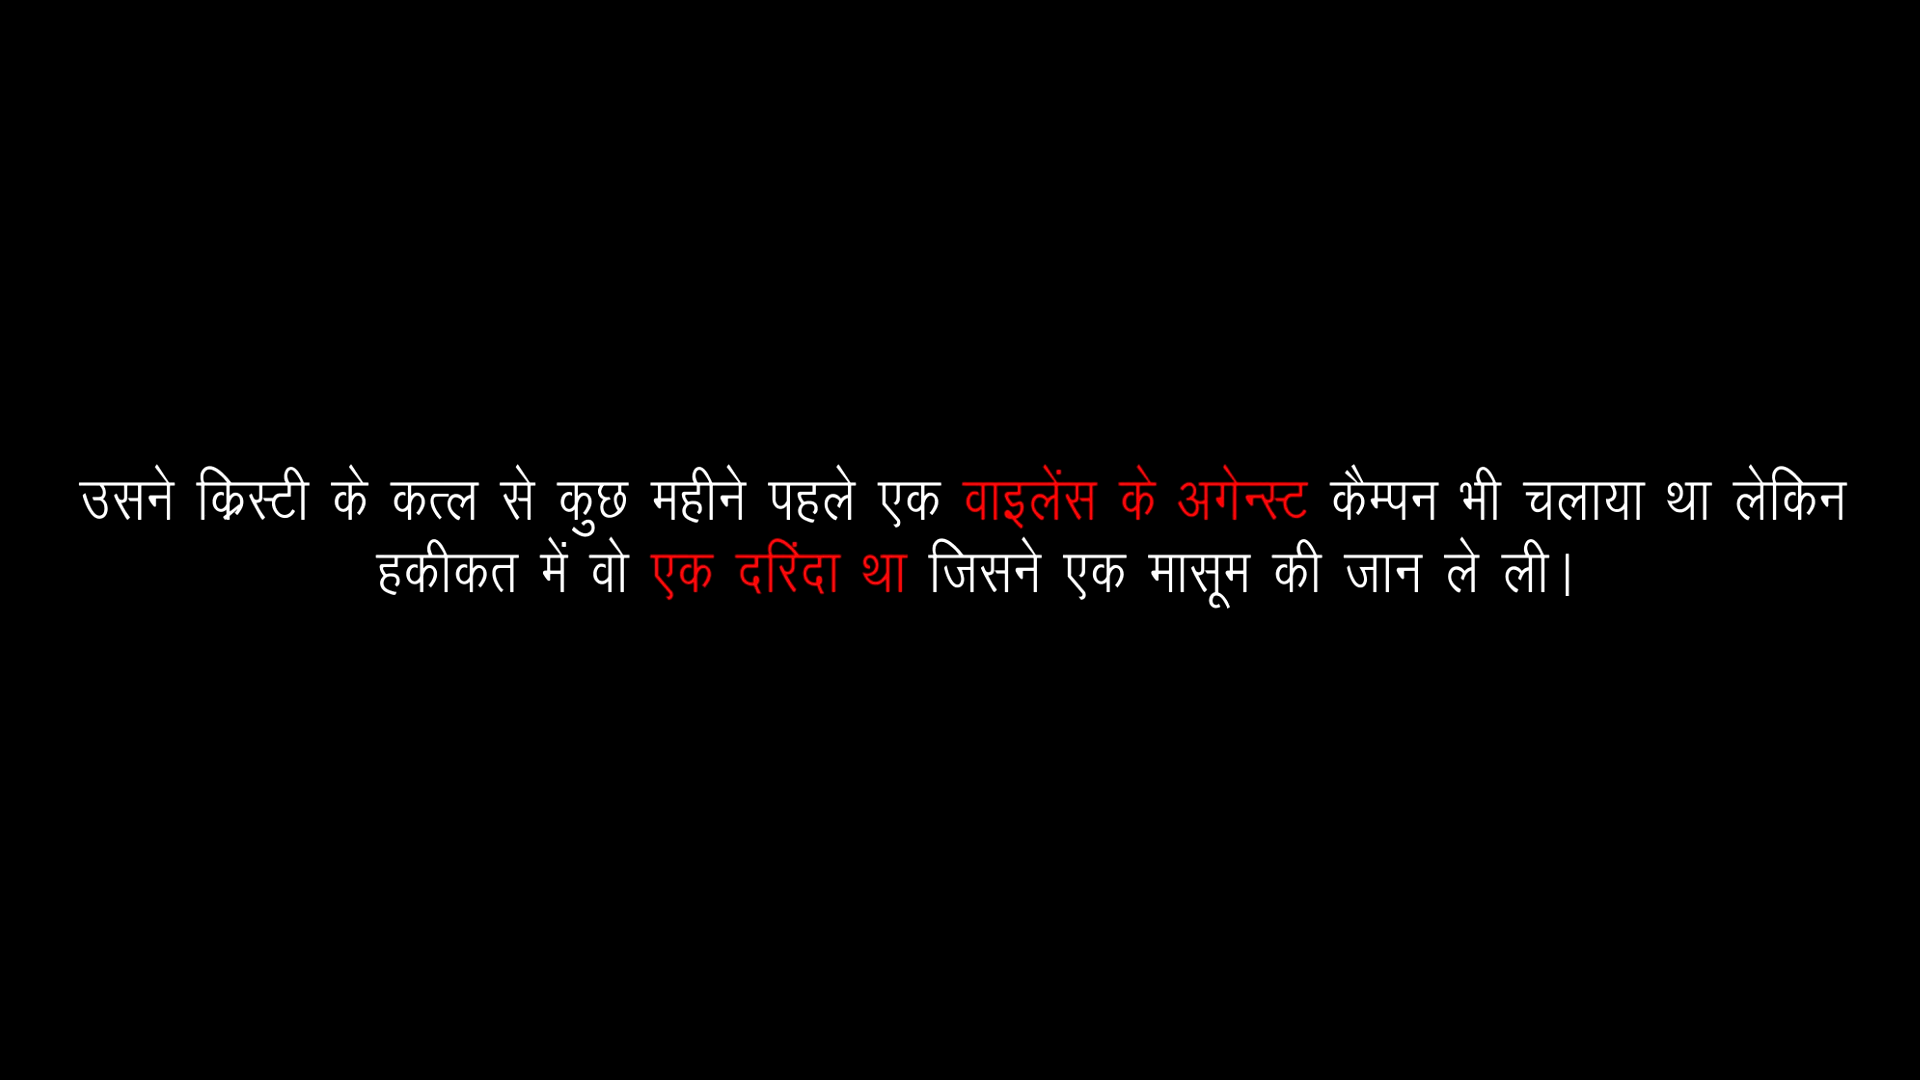 उसने क्रिस्टी के कत्ल से कुछ महीने पहले एक वाइलेंस के अगेन्स्ट कैम्पन भी चलाया था लेकिन
हकीकत में वो एक दरिंदा था जिसने एक मासूम की जान ले ली।